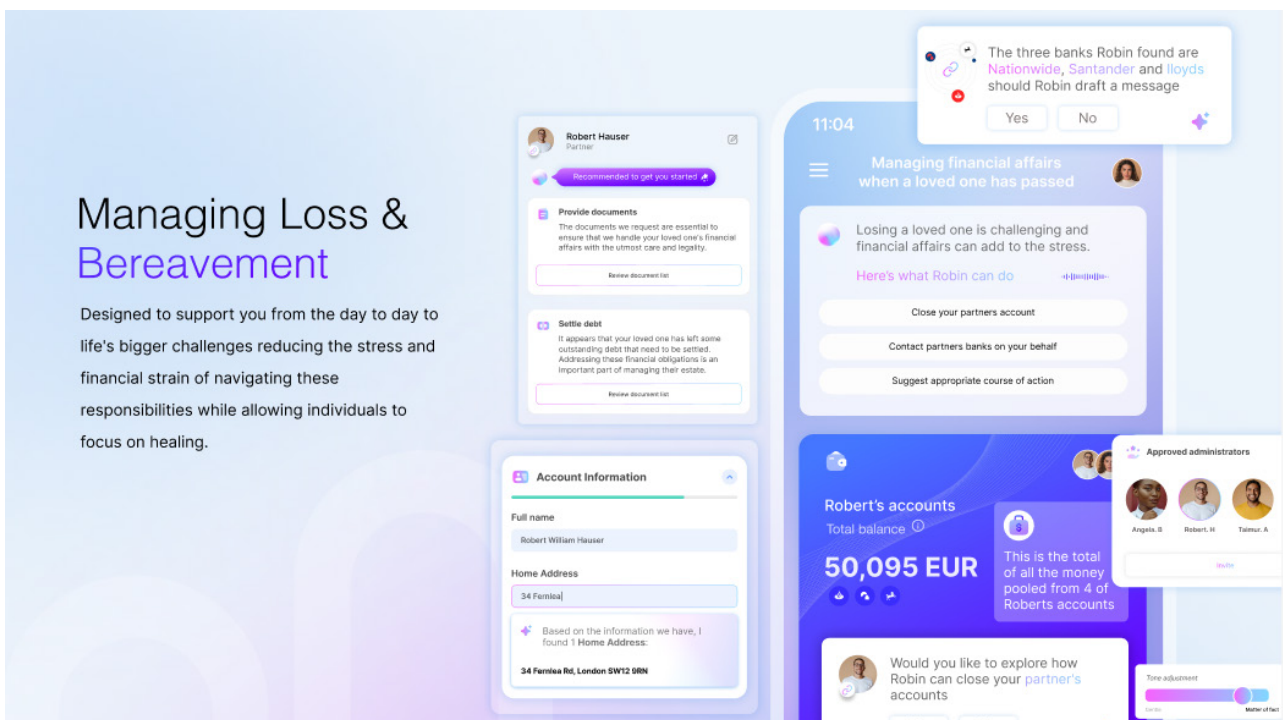 Managing Loss &
Bereavement
Designed to support you from the day to day to
life's bigger challenges reducing the stress and
financial strain of navigating these
responsibilities while allowing individuals to
focus on healing.
Robert Hauser
Partner
Recommended to get you started
Provide documents
The documents we request are essential to
ensure that we handle your loved one's financial
affairs with the utmost care and legality.
Review document list
Settle debt
It appears that your loved one has left some
outstanding debt that need to be settled.
Addressing these financial obligations is an
important part of managing their estate.
Review document list
Account Information
Full name
Robert William Hauser
Home Address
34 Fernlea
Based on the information we have, I
found 1 Home Address:
34 Fernlea Rd, London SW12 9RN
The three banks Robin found are
Nationwide, Santander and lloyds
should Robin draft a message
Yes
No
11:04
Managing financial affairs
when a loved one has passed
Losing a loved one is challenging and
financial affairs can add to the stress.
Here's what Robin can do
Close your partners account
Contact partners banks on your behalf
Suggest appropriate course of action
Robert's accounts
Total balance
50,095 EUR
This is the total
of all the money
pooled from 4 of
Roberts accounts
Would you like to explore how
Robin can close your partner's
accounts
Approved administrators
Angela. B
Robert. H
Taimur. A
Invite
Tone adjustment
Matter of fact